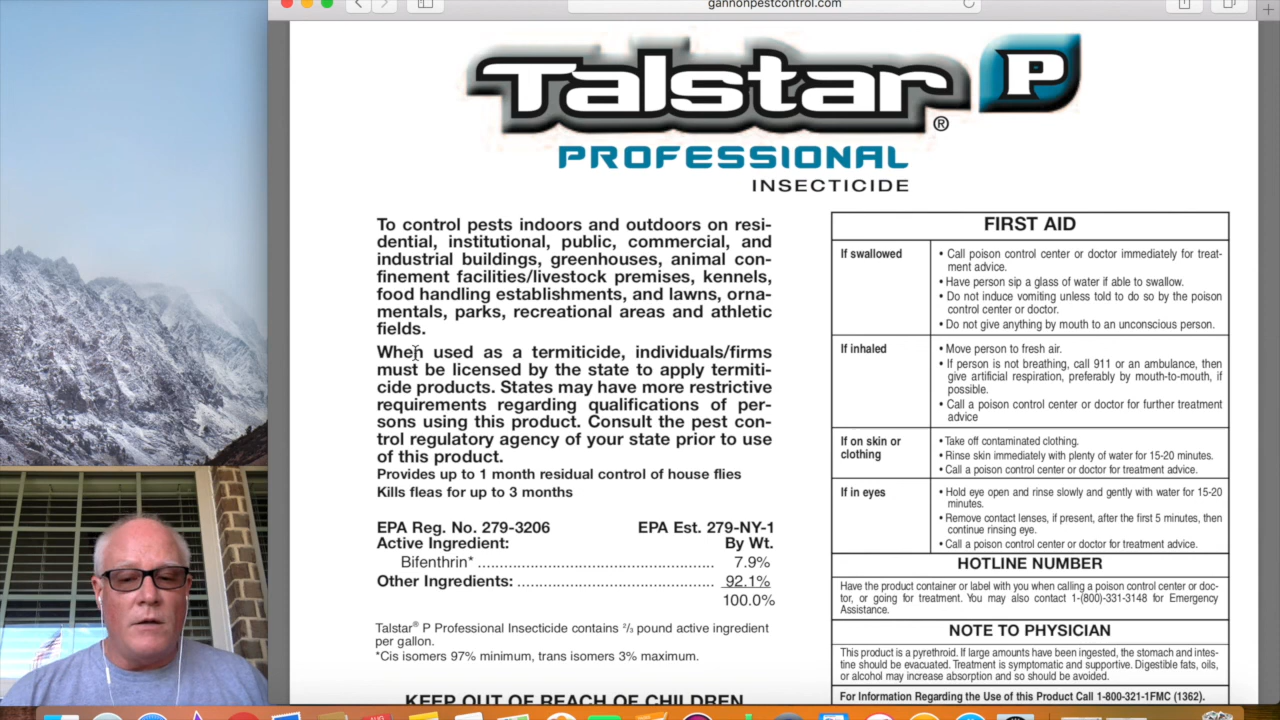 gannonpestcontrol.com
Talstar P
®
PROFESSIONAL
INSECTICIDE
To control pests indoors and outdoors on resi-
dential, institutional, public, commercial, and
industrial buildings, greenhouses, animal con-
finement facilities/livestock premises, kennels,
food handling establishments, and lawns, orna-
mentals, parks, recreational areas and athletic
fields.
When used as a termiticide, individuals/firms
must be licensed by the state to apply termiti-
cide products. States may have more restrictive
requirements regarding qualifications of per-
sons using this product. Consult the pest con-
trol regulatory agency of your state prior to use
of this product.
Provides up to 1 month residual control of house flies
Kills fleas for up to 3 months
EPA Reg. No. 279-3206 EPA Est. 279-NY-1
Active Ingredient: By Wt.
Bifenthrin* ........................................................ 7.9%
Other Ingredients: .......................................... 92.1%
100.0%
Talstar® P Professional Insecticide contains 2/3 pound active ingredient
per gallon.
*Cis isomers 97% minimum, trans isomers 3% maximum.
KEEP OUT OF REACH OF CHILDREN
FIRST AID
If swallowed
• Call poison control center or doctor immediately for treat-
ment advice.
• Have person sip a glass of water if able to swallow.
• Do not induce vomiting unless told to do so by the poison
control center or doctor.
• Do not give anything by mouth to an unconscious person.
If inhaled
• Move person to fresh air.
• If person is not breathing, call 911 or an ambulance, then
give artificial respiration, preferably by mouth-to-mouth, if
possible.
• Call a poison control center or doctor for further treatment
advice
If on skin or
clothing
• Take off contaminated clothing.
• Rinse skin immediately with plenty of water for 15-20 minutes.
• Call a poison control center or doctor for treatment advice.
If in eyes
• Hold eye open and rinse slowly and gently with water for 15-20
minutes.
• Remove contact lenses, if present, after the first 5 minutes, then
continue rinsing eye.
• Call a poison control center or doctor for treatment advice.
HOTLINE NUMBER
Have the product container or label with you when calling a poison control center or doc-
tor, or going for treatment. You may also contact 1-(800)-331-3148 for Emergency
Assistance.
NOTE TO PHYSICIAN
This product is a pyrethroid. If large amounts have been ingested, the stomach and intes-
tine should be evacuated. Treatment is symptomatic and supportive. Digestible fats, oils,
or alcohol may increase absorption and so should be avoided.
For Information Regarding the Use of this Product Call 1-800-321-1FMC (1362).